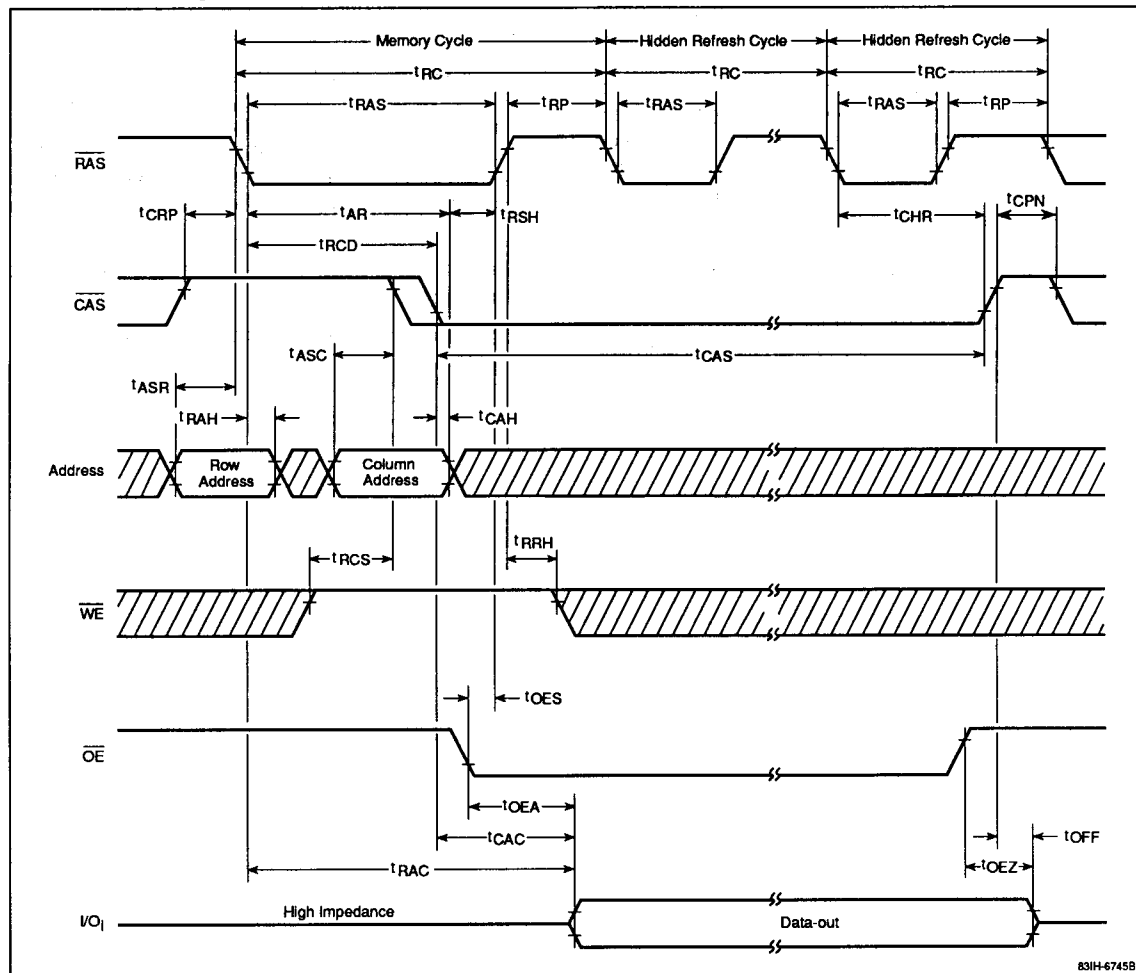 Memory Cycle Hidden Refresh Cycle Hidden Refresh Cycle
tRC tRC tRC
tRAS tRP tRAS tRAS tRP
RAS
tCRP tAR tRSH tCHR tCPN
tRCD
CAS
tASC tCAS
tASR
tRAH tCAH
Address Row Address Column Address
tRCS tRRH
WE
tOES
OE
tOEA
tCAC tOFF
tRAC tOEZ
I/OI High Impedance Data-out
83IH-6745B